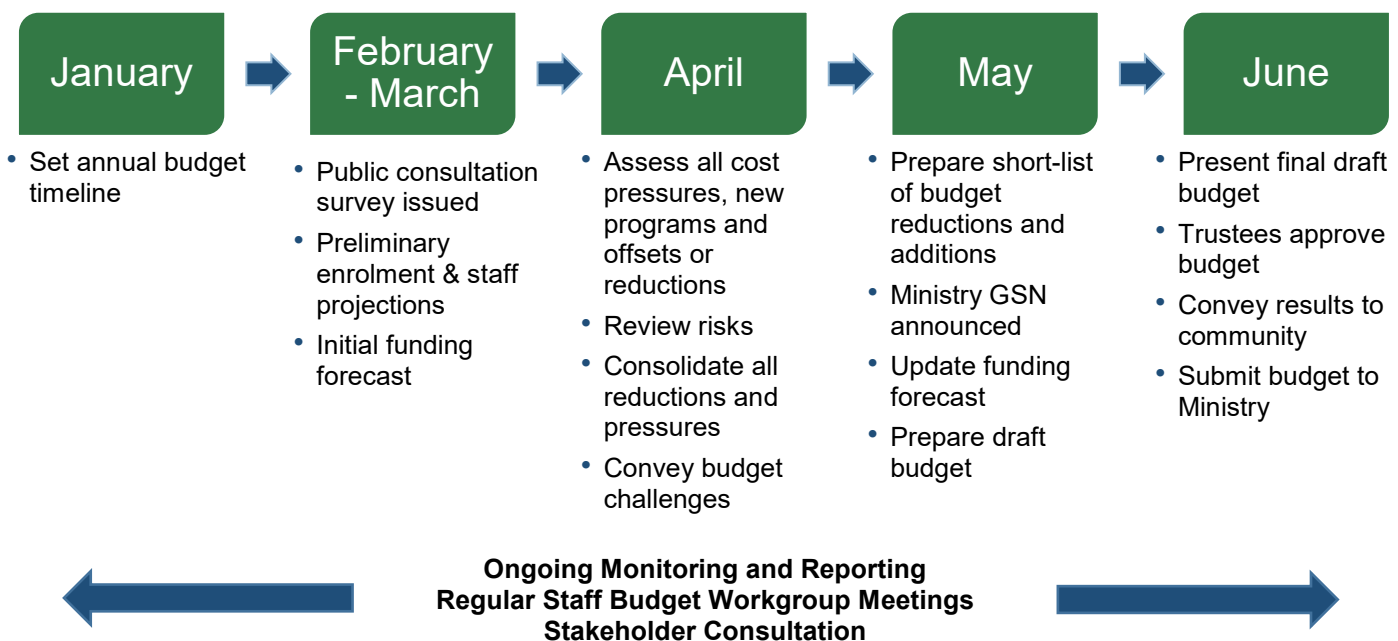 January
February
- March
April
May
June
• Set annual budget
timeline
• Public consultation
survey issued
• Preliminary
enrolment & staff
projections
• Initial funding
forecast
• Assess all cost
pressures, new
programs and
offsets or
reductions
• Review risks
• Consolidate all
reductions and
pressures
• Convey budget
challenges
• Prepare short-list
of budget
reductions and
additions
• Ministry GSN
announced
• Update funding
forecast
• Prepare draft
budget
• Present final draft
budget
• Trustees approve
budget
• Convey results to
community
• Submit budget to
Ministry
Ongoing Monitoring and Reporting
Regular Staff Budget Workgroup Meetings
Stakeholder Consultation